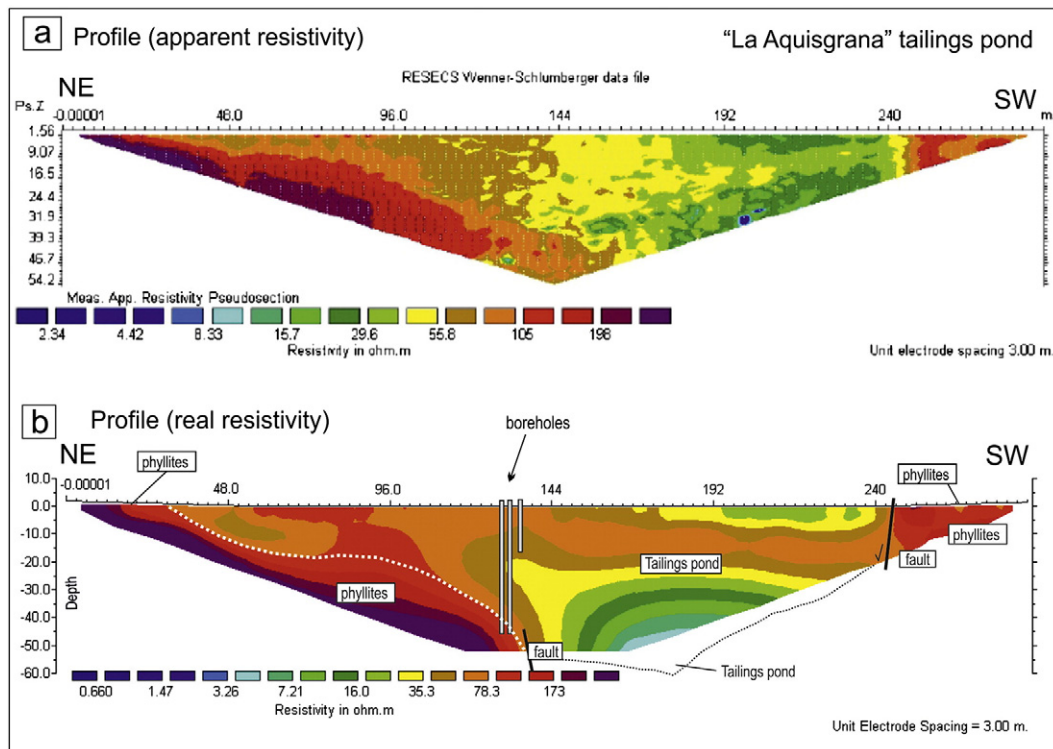 a Profile (apparent resistivity) "La Aquisgrana" tailings pond
RESECS Wenner-Schlumberger data file
NE SW
Ps.Z -0.00001 48.0 96.0 144 192 240 m
1.56
9.07
16.5
24.4
31.9
39.3
45.7
54.2
Meas. App. Resistivity Pseudosection
2.34 4.42 8.33 15.7 29.6 55.8 105 198
Resistivity in ohm.m
Unit electrode spacing 3.00 m.
b Profile (real resistivity)
boreholes
NE SW
phyllites phyllites
-0.00001 48.0 96.0 144 192 240
10.0
0.0
-10.0
-20.0
-30.0
-40.0
-50.0
-60.0
Depth
phyllites
fault
Tailings pond
phyllites
fault
Tailings pond
0.660 1.47 3.26 7.21 16.0 35.3 78.3 173
Resistivity in ohm.m
Unit Electrode Spacing = 3.00 m.